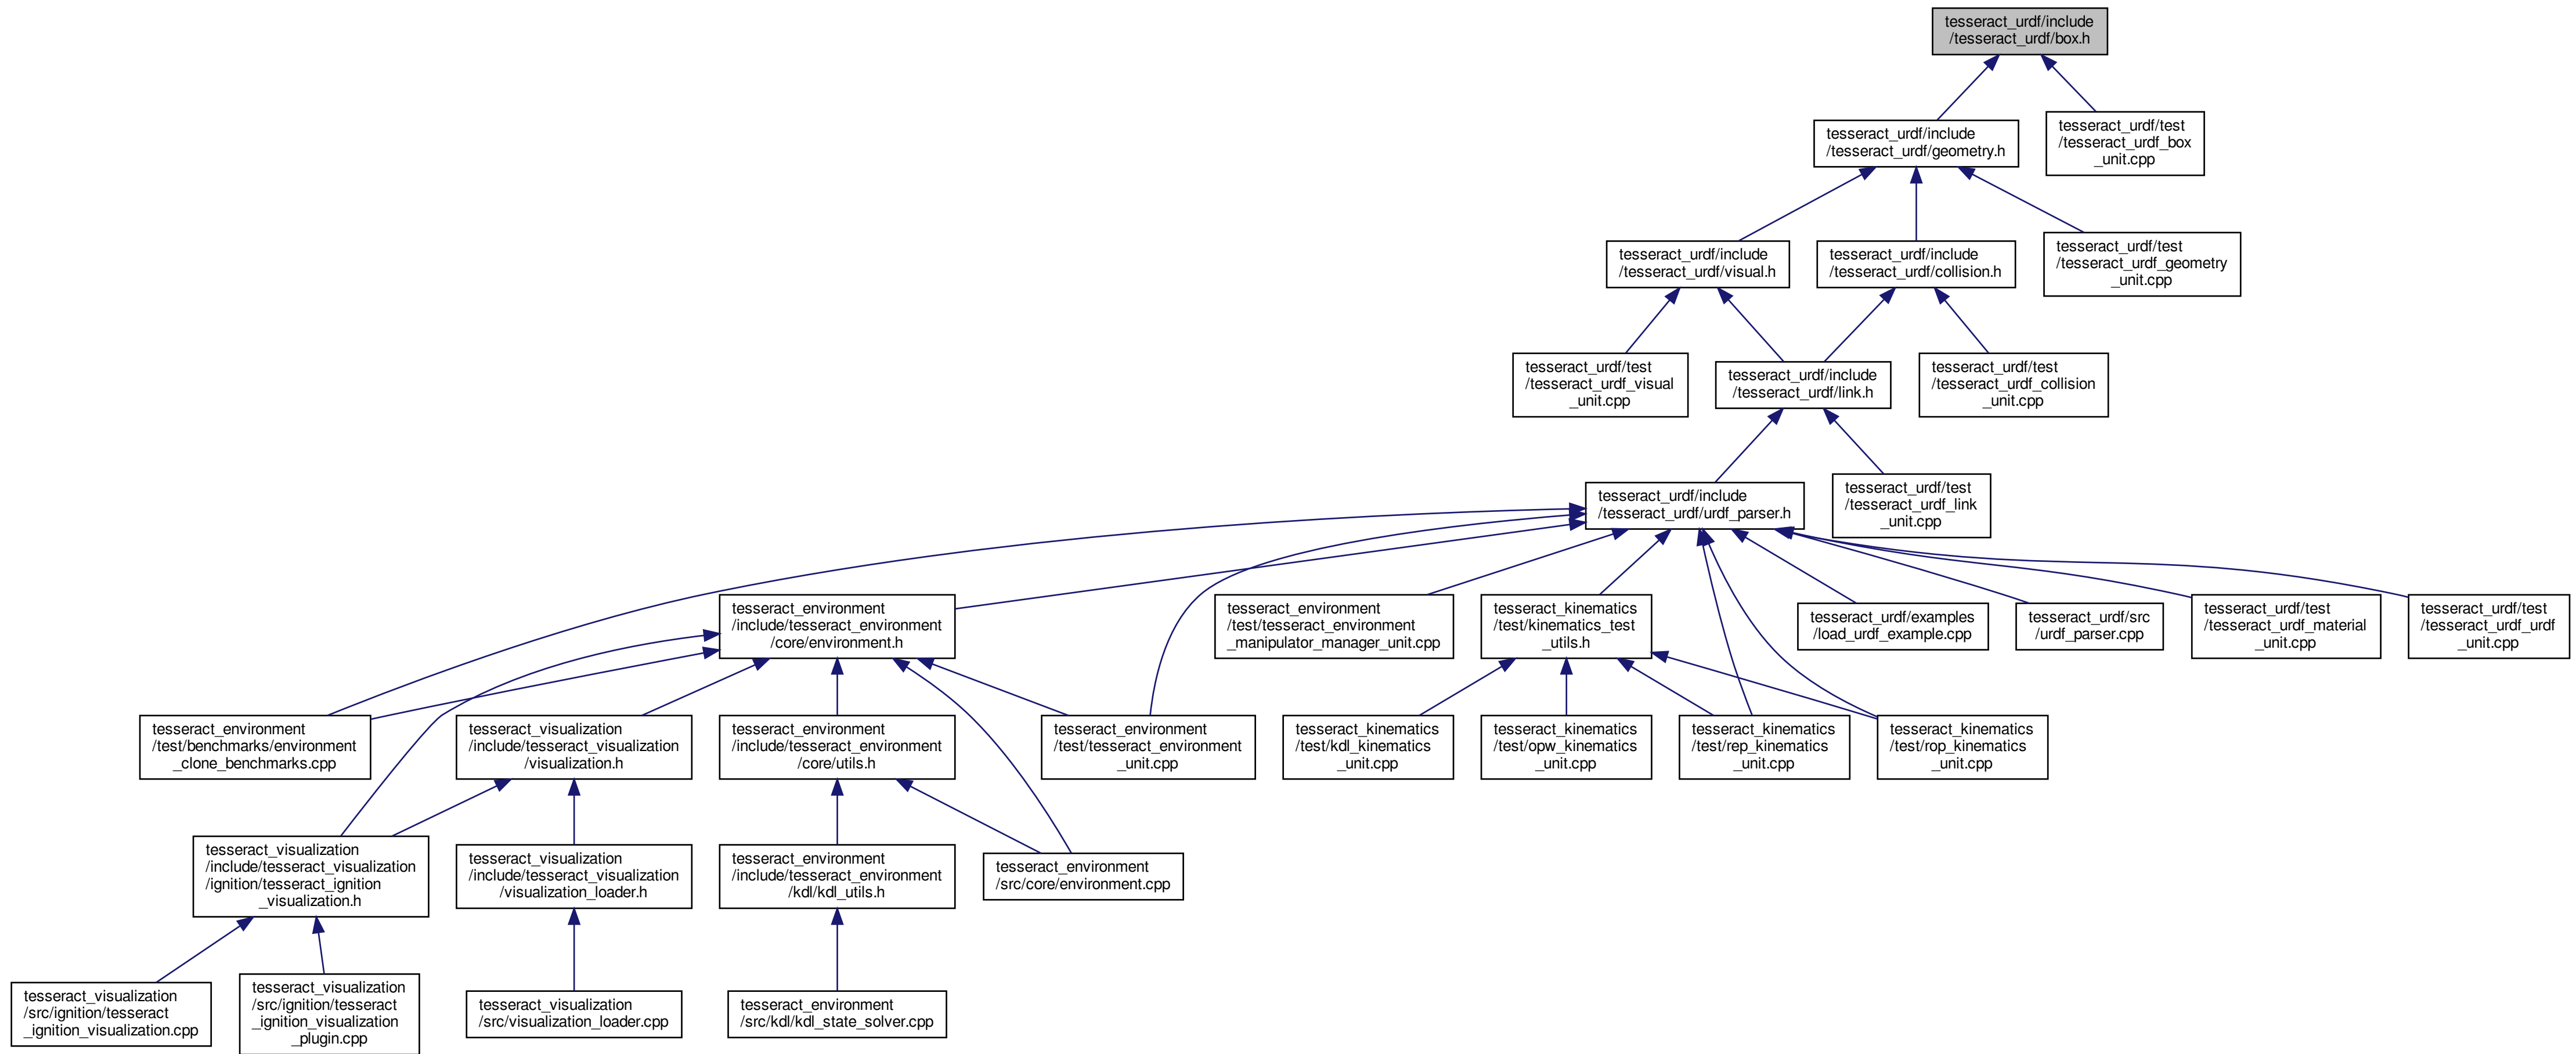 tesseract_urdf/include
/tesseract_urdf/box.h
tesseract_urdf/include
/tesseract_urdf/geometry.h
tesseract_urdf/test
/tesseract_urdf_box
_unit.cpp
tesseract_urdf/include
/tesseract_urdf/visual.h
tesseract_urdf/include
/tesseract_urdf/collision.h
tesseract_urdf/test
/tesseract_urdf_geometry
_unit.cpp
tesseract_urdf/test
/tesseract_urdf_visual
_unit.cpp
tesseract_urdf/include
/tesseract_urdf/link.h
tesseract_urdf/test
/tesseract_urdf_collision
_unit.cpp
tesseract_urdf/include
/tesseract_urdf/urdf_parser.h
tesseract_urdf/test
/tesseract_urdf_link
_unit.cpp
tesseract_environment
/include/tesseract_environment
/core/environment.h
tesseract_environment
/test/tesseract_environment
_manipulator_manager_unit.cpp
tesseract_kinematics
/test/kinematics_test
_utils.h
tesseract_urdf/examples
/load_urdf_example.cpp
tesseract_urdf/src
/urdf_parser.cpp
tesseract_urdf/test
/tesseract_urdf_material
_unit.cpp
tesseract_urdf/test
/tesseract_urdf_urdf
_unit.cpp
tesseract_environment
/test/benchmarks/environment
_clone_benchmarks.cpp
tesseract_visualization
/include/tesseract_visualization
/visualization.h
tesseract_environment
/include/tesseract_environment
/core/utils.h
tesseract_environment
/test/tesseract_environment
_unit.cpp
tesseract_kinematics
/test/kdl_kinematics
_unit.cpp
tesseract_kinematics
/test/opw_kinematics
_unit.cpp
tesseract_kinematics
/test/rep_kinematics
_unit.cpp
tesseract_kinematics
/test/rop_kinematics
_unit.cpp
tesseract_visualization
/include/tesseract_visualization
/ignition/tesseract_ignition
_visualization.h
tesseract_visualization
/include/tesseract_visualization
/visualization_loader.h
tesseract_environment
/include/tesseract_environment
/kdl/kdl_utils.h
tesseract_environment
/src/core/environment.cpp
tesseract_visualization
/src/ignition/tesseract
_ignition_visualization.cpp
tesseract_visualization
/src/ignition/tesseract
_ignition_visualization
_plugin.cpp
tesseract_visualization
/src/visualization_loader.cpp
tesseract_environment
/src/kdl/kdl_state_solver.cpp